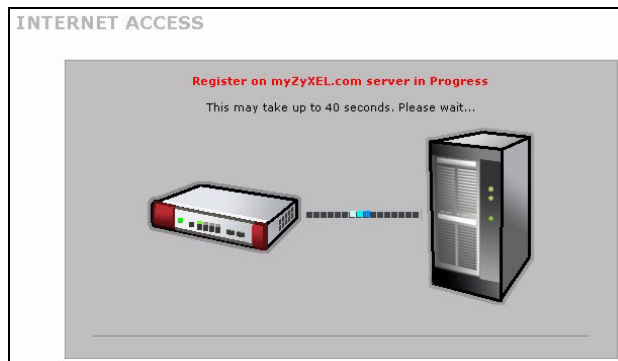 INTERNET ACCESS
Register on myZyXEL.com server in Progress
This may take up to 40 seconds. Please wait...